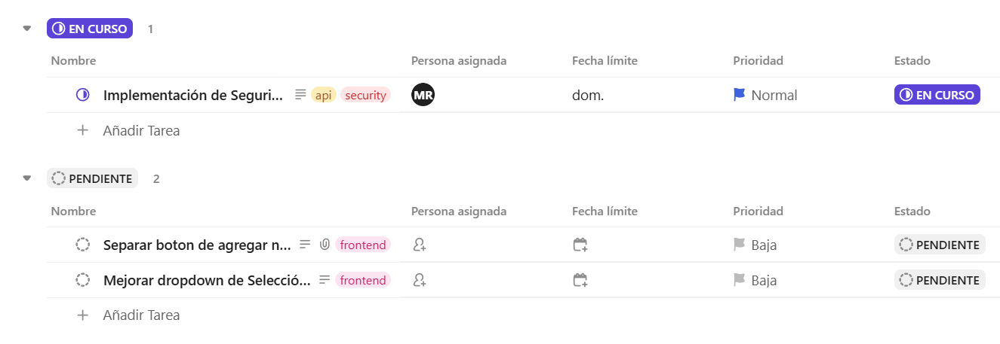 EN CURSO 1
Nombre Persona asignada Fecha límite Prioridad Estado
Implementación de Seguri... api security MR dom. Normal EN CURSO
Añadir Tarea
PENDIENTE 2
Nombre Persona asignada Fecha límite Prioridad Estado
Separar boton de agregar n... frontend Baja PENDIENTE
Mejorar dropdown de Selecció... frontend Baja PENDIENTE
Añadir Tarea